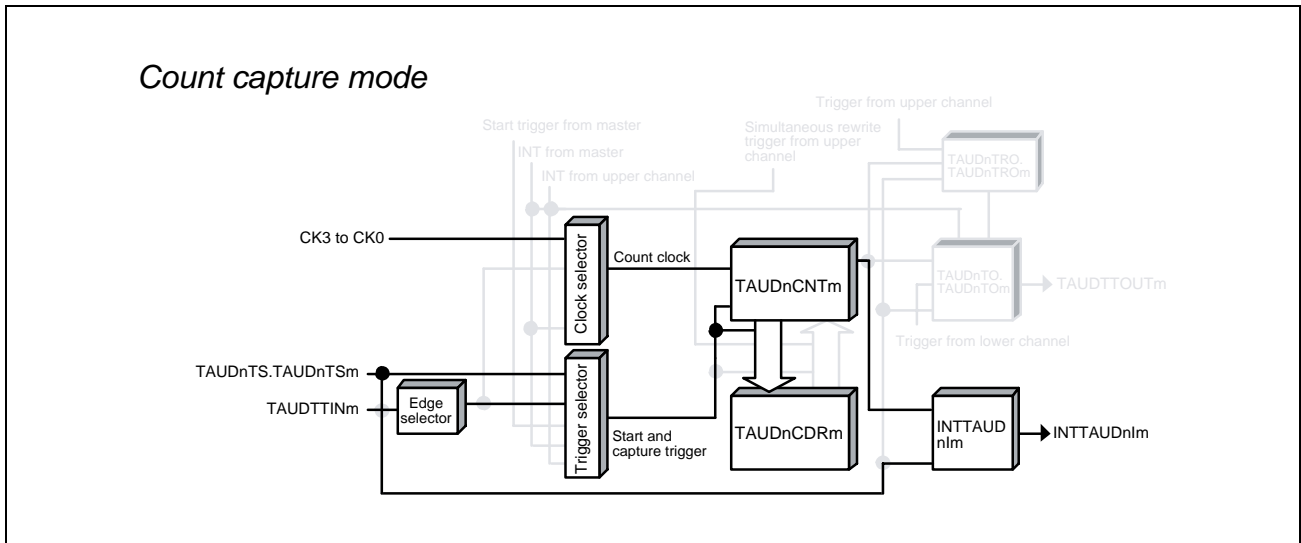 Count capture mode
Trigger from upper channel
Start trigger from master
Simultaneous rewrite
trigger from upper
channel
INT from master
INT from upper channel
TAUDnTRO.
TAUDnTROm
CK3 to CK0
Clock selector
Count clock
TAUDnCNTm
TAUDnTO.
TAUDnTOm
TAUDTTOUTm
Trigger from lower channel
TAUDnTS.TAUDnTSm
TAUDTTINm
Edge
selector
Trigger selector
Start and
capture trigger
TAUDnCDRm
INTTAUD
nIm
INTTAUDnIm